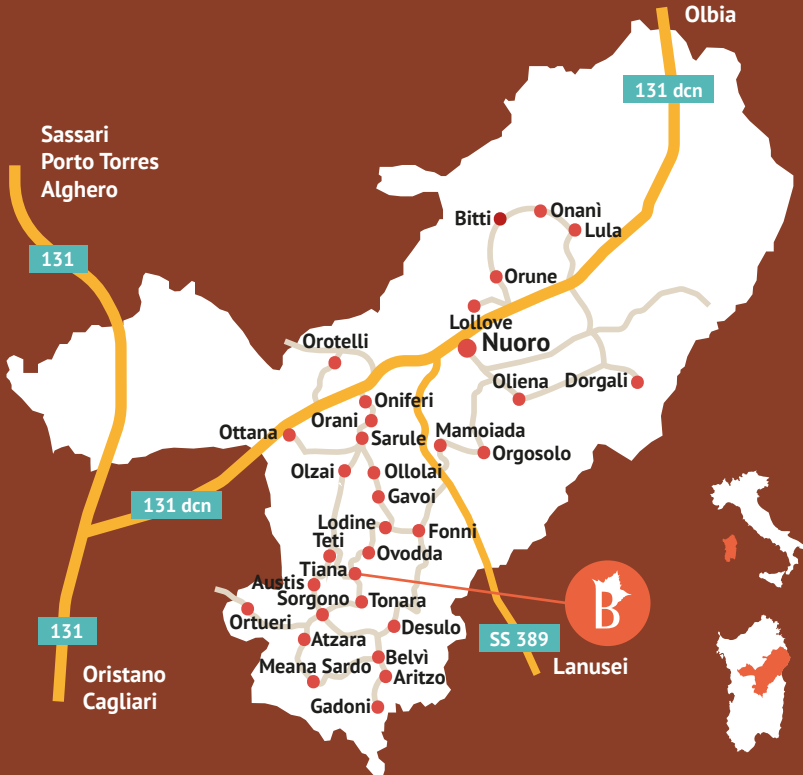 Olbia
131 dcn
Sassari
Porto Torres
Alghero
131
Bitti
Onanì
Lula
Orune
Lollove
Nuoro
Orotelli
Oliena
Dorgali
Oniferi
Orani
Ottana
Sarule
Mamoiada
Orgosolo
Olzai
Ollolai
Gavoi
131 dcn
Lodine
Fonni
Teti
Ovodda
Tiana
Austis
Sorgono
Tonara
B
Ortueri
Desulo
131
Atzara
SS 389
Belvì
Meana Sardo
Lanusei
Aritzo
Oristano
Cagliari
Gadoni